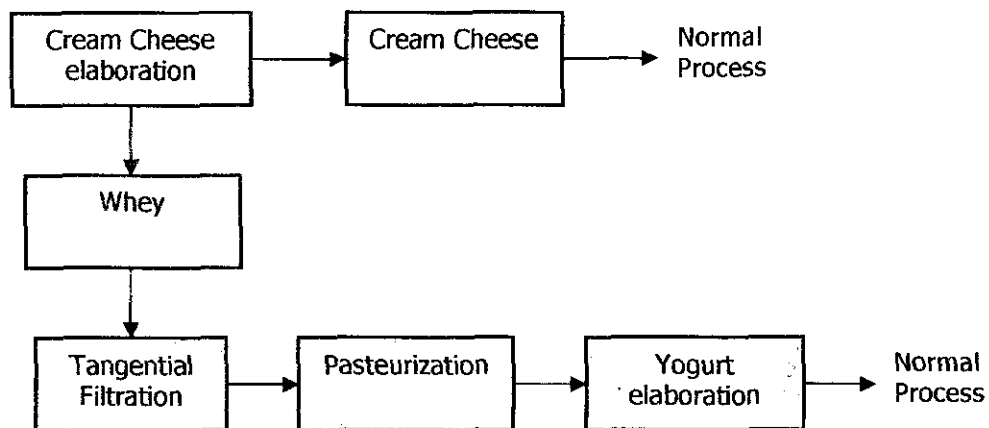 Cream Cheese
elaboration
Cream Cheese
Normal
Process
Whey
Tangential
Filtration
Pasteurization
Yogurt
elaboration
Normal
Process